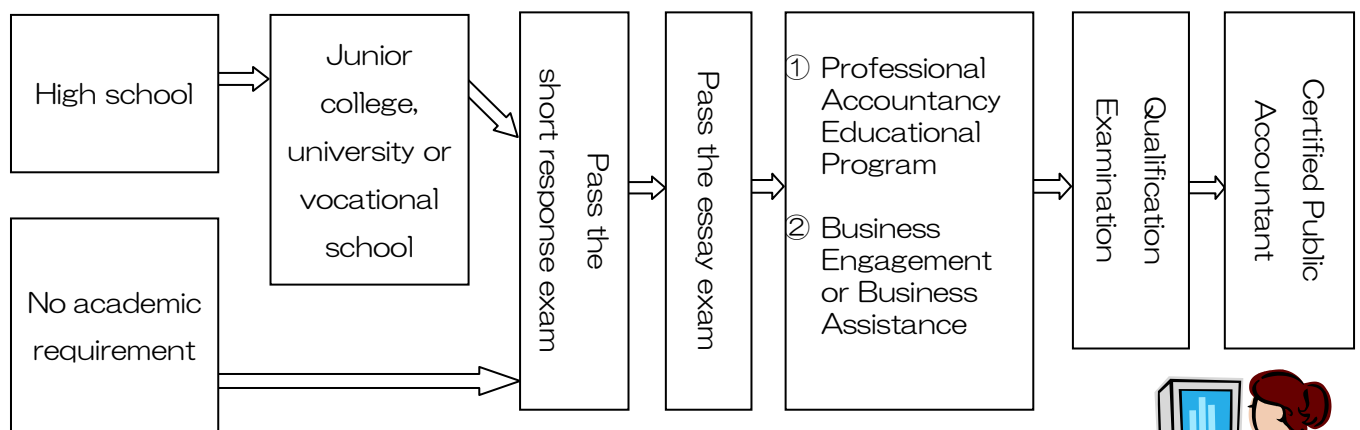 High school
Junior
college,
university or
vocational
school
No academic
requirement
Pass the
short response exam
Pass the essay exam
① Professional
Accountancy
Educational
Program
② Business
Engagement
or Business
Assistance
Qualification
Examination
Certified Public
Accountant